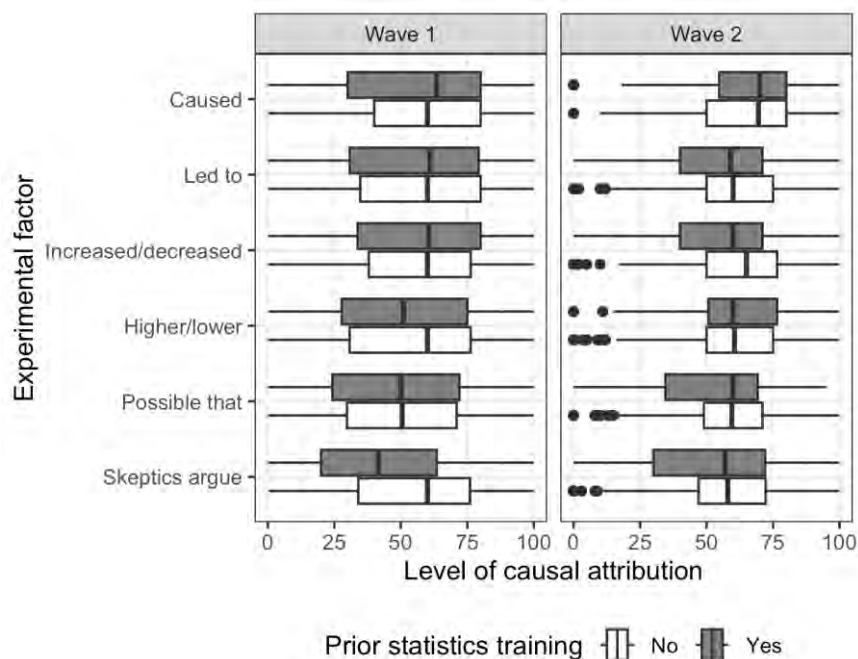 Wave 1
Wave 2
Experimental factor
Caused
Led to
Increased/decreased
Higher/lower
Possible that
Skeptics argue
0 25 50 75 100
0 25 50 75 100
Level of causal attribution
Prior statistics training No Yes